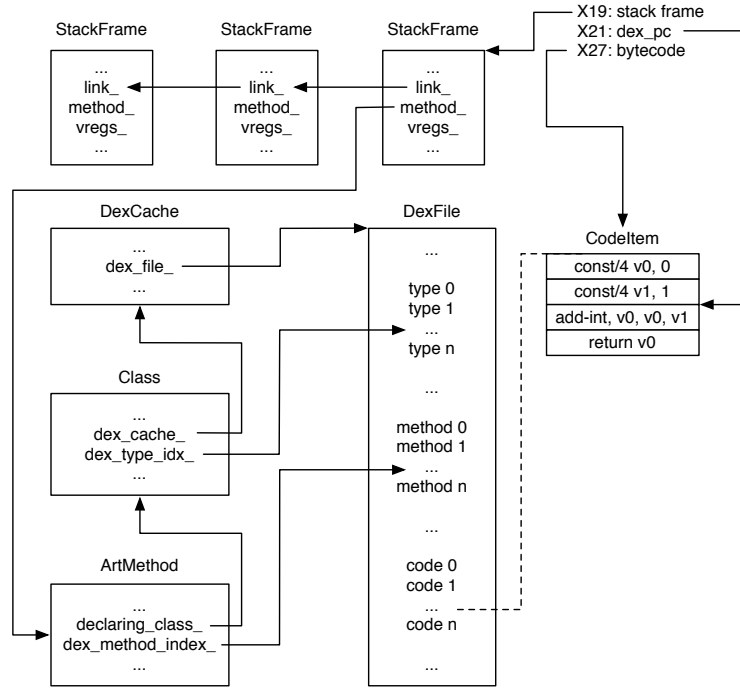 X19: stack frame
X21: dex_pc
X27: bytecode
StackFrame
...
link_
method_
vregs_
...
StackFrame
...
link_
method_
vregs_
...
StackFrame
...
link_
method_
vregs_
...
DexCache
...
dex_file_
...
Class
...
dex_cache_
dex_type_idx_
...
ArtMethod
...
declaring_class_
dex_method_index_
...
DexFile
...
type 0
type 1
...
type n
...
method 0
method 1
...
method n
...
code 0
code 1
...
code n
...
CodeItem
const/4 v0, 0
const/4 v1, 1
add-int, v0, v0, v1
return v0